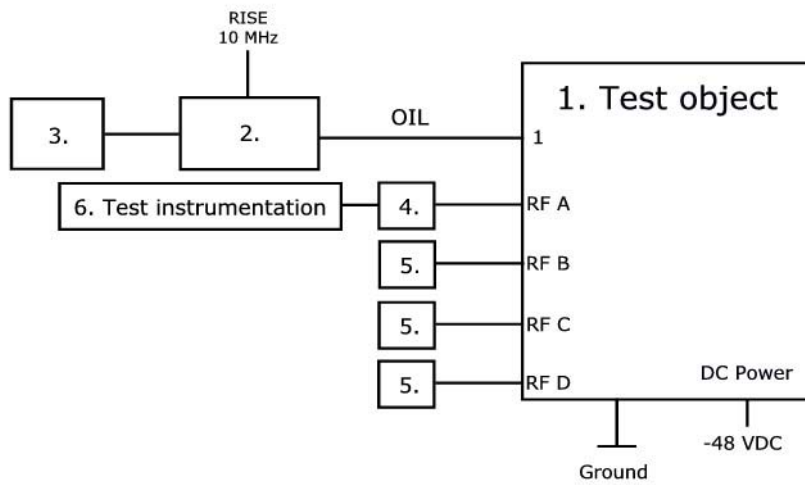 RISE
10 MHz
1. Test object
3.
2.
OIL
1
6. Test instrumentation
4.
RF A
5.
RF B
5.
RF C
5.
RF D
DC Power
-48 VDC
Ground